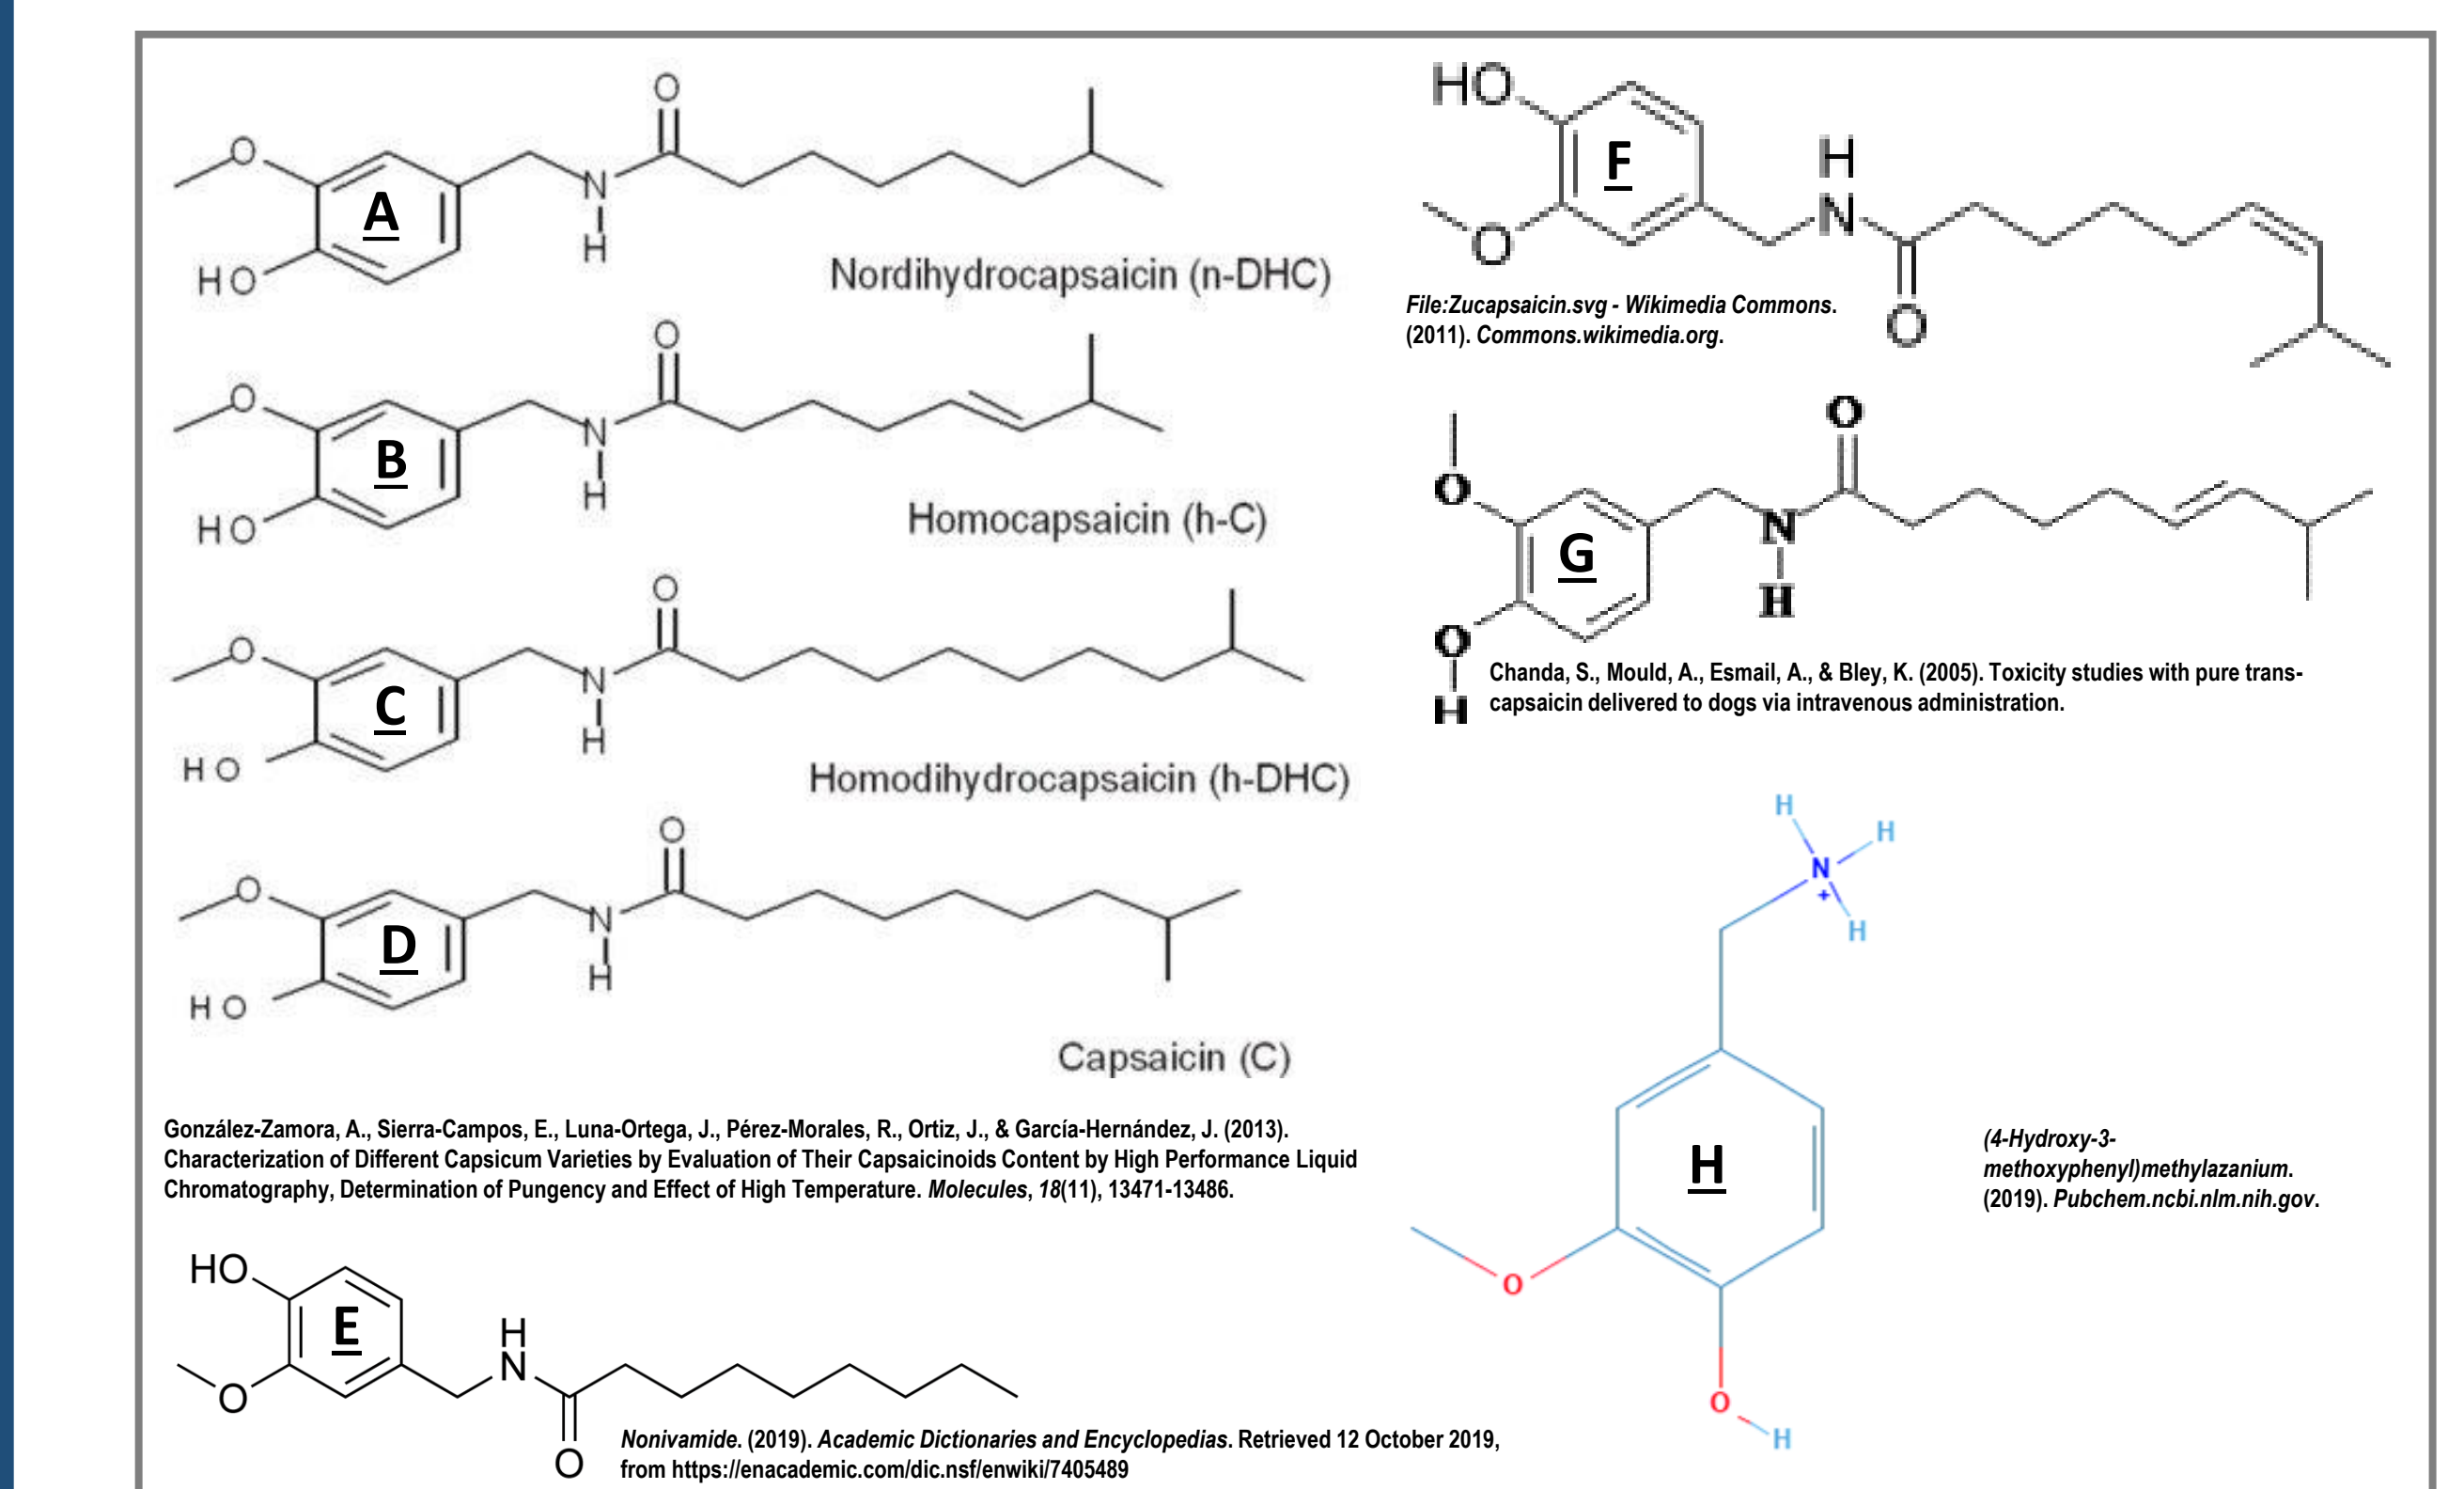 O
O
A
N
H
HO
Nordihydrocapsaicin (n-DHC)
O
O
B
N
H
HO
Homocapsaicin (h-C)
O
O
C
N
H
HO
Homodihydrocapsaicin (h-DHC)
O
O
D
N
H
HO
Capsaicin (C)
González-Zamora, A., Sierra-Campos, E., Luna-Ortega, J., Pérez-Morales, R., Ortiz, J., & García-Hernández, J. (2013).
Characterization of Different Capsicum Varieties by Evaluation of Their Capsaicinoids Content by High Performance Liquid
Chromatography, Determination of Pungency and Effect of High Temperature. Molecules, 18(11), 13471-13486.
HO
E
H
N
O
O
Nonivamide. (2019). Academic Dictionaries and Encyclopedias. Retrieved 12 October 2019,
from https://enacademic.com/dic.nsf/enwiki/7405489
HO
F
H
N
O
O
File:Zucapsaicin.svg - Wikimedia Commons.
(2011). Commons.wikimedia.org.
O
O
G
N
H
O
H
Chanda, S., Mould, A., Esmail, A., & Bley, K. (2005). Toxicity studies with pure trans-
capsaicin delivered to dogs via intravenous administration.
H
H
N
+
H
H
O
O
H
(4-Hydroxy-3-
methoxyphenyl)methylazanium.
(2019). Pubchem.ncbi.nlm.nih.gov.